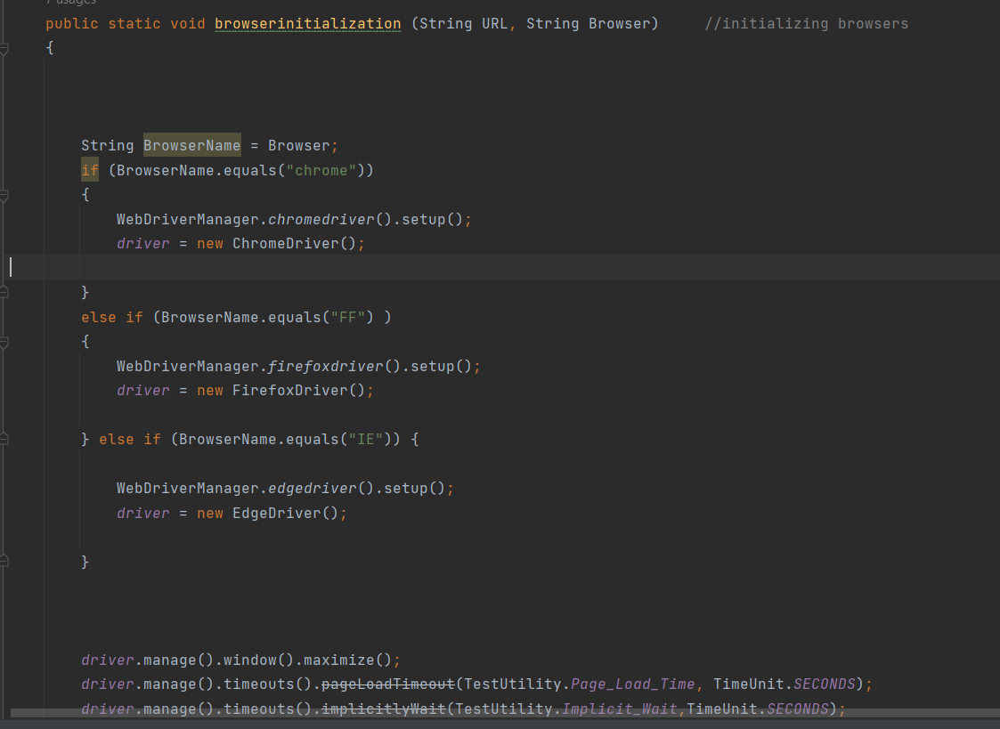 7 usages
public static void browserinitialization (String URL, String Browser)     //initializing browsers
{
String BrowserName = Browser;
if (BrowserName.equals("chrome"))
{
WebDriverManager.chromedriver().setup();
driver = new ChromeDriver();
}
else if (BrowserName.equals("FF") )
{
WebDriverManager.firefoxdriver().setup();
driver = new FirefoxDriver();
} else if (BrowserName.equals("IE")) {
WebDriverManager.edgedriver().setup();
driver = new EdgeDriver();
}
driver.manage().window().maximize();
driver.manage().timeouts().pageLoadTimeout(TestUtility.Page_Load_Time, TimeUnit.SECONDS);
driver.manage().timeouts().implicitlyWait(TestUtility.Implicit_Wait,TimeUnit.SECONDS);